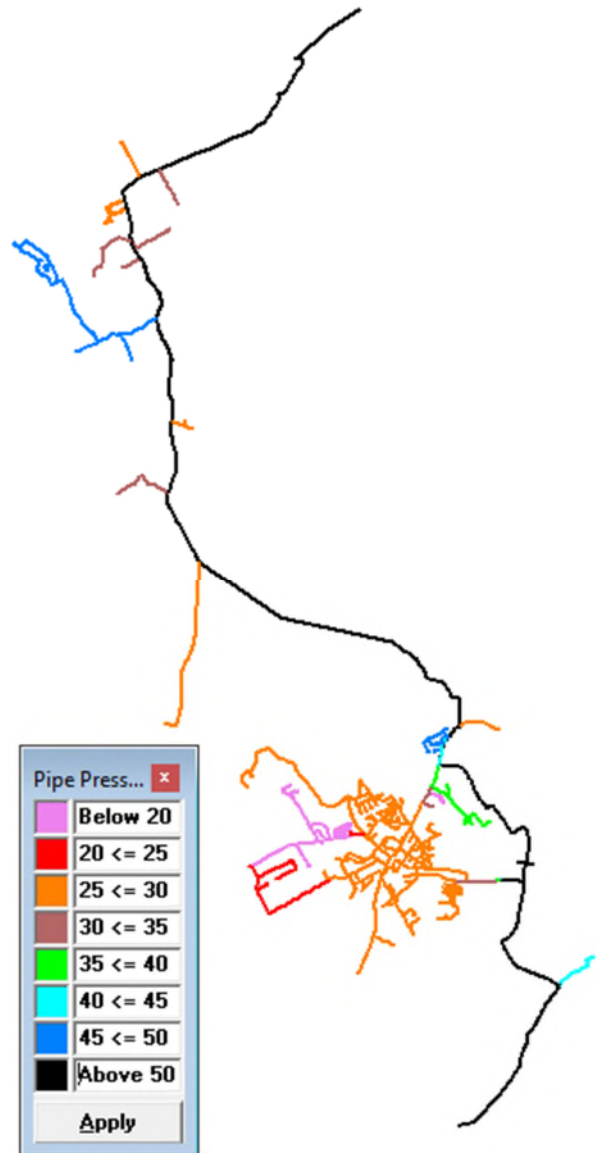 Pipe Press... x
Below 20
20 <= 25
25 <= 30
30 <= 35
35 <= 40
40 <= 45
45 <= 50
Above 50
Apply